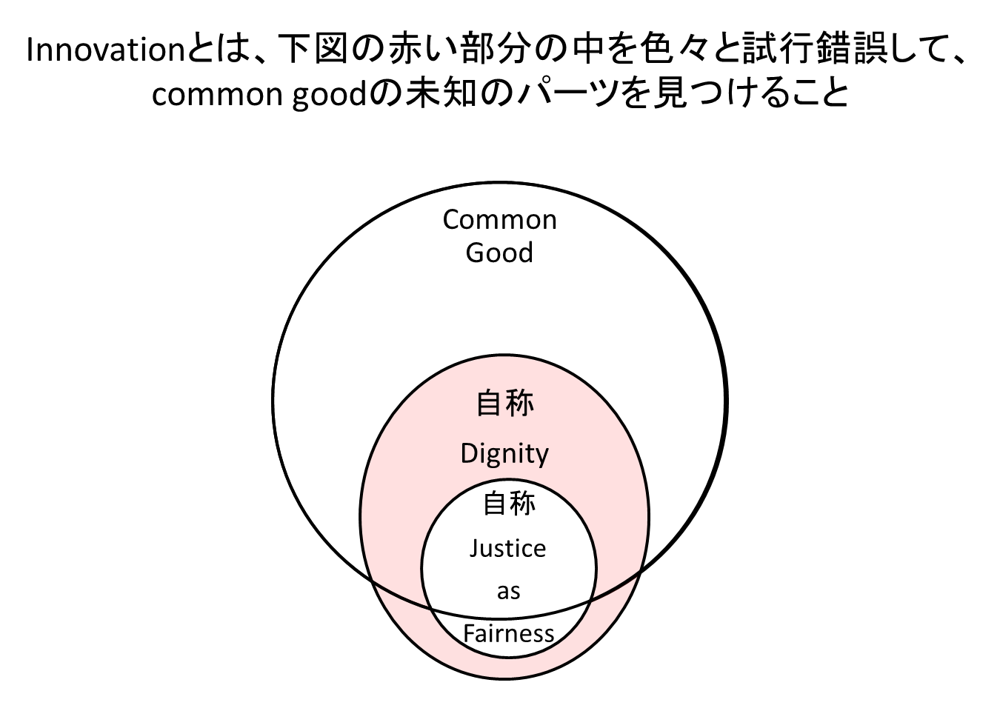 Innovationとは、下図の赤い部分の中を色々と試行錯誤して、
common goodの未知のパーツを見つけること
Common
Good
自称
Dignity
自称
Justice
as
Fairness